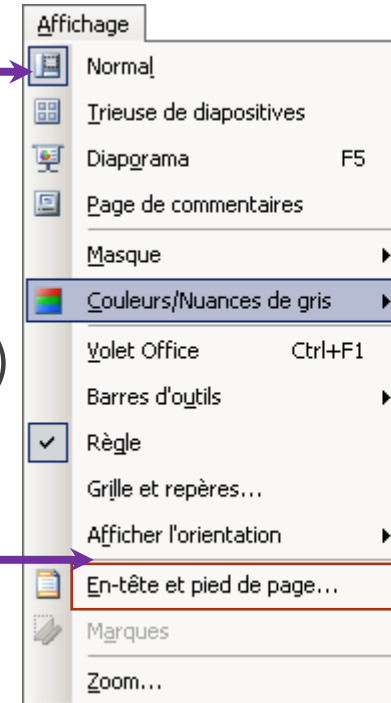 Affichage
Normal
Trieuse de diapositives
Diaporama F5
Page de commentaires
Masque
Couleurs/Nuances de gris
)
Volet Office Ctrl+F1
Barres d'outils
Règle
Grille et repères...
Afficher l'orientation
En-tête et pied de page...
Marques
Zoom...